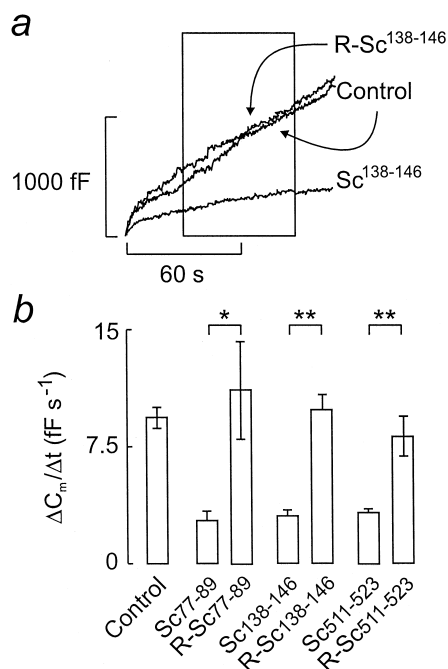 a
R-Sc138-146
Control
1000 fF
Sc138-146
60 s
b
15
* ** **
ΔCm/Δt (fF s-1)
7.5
0
Control
Sc77-89
R-Sc77-89
Sc138-146
R-Sc138-146
Sc511-523
R-Sc511-523